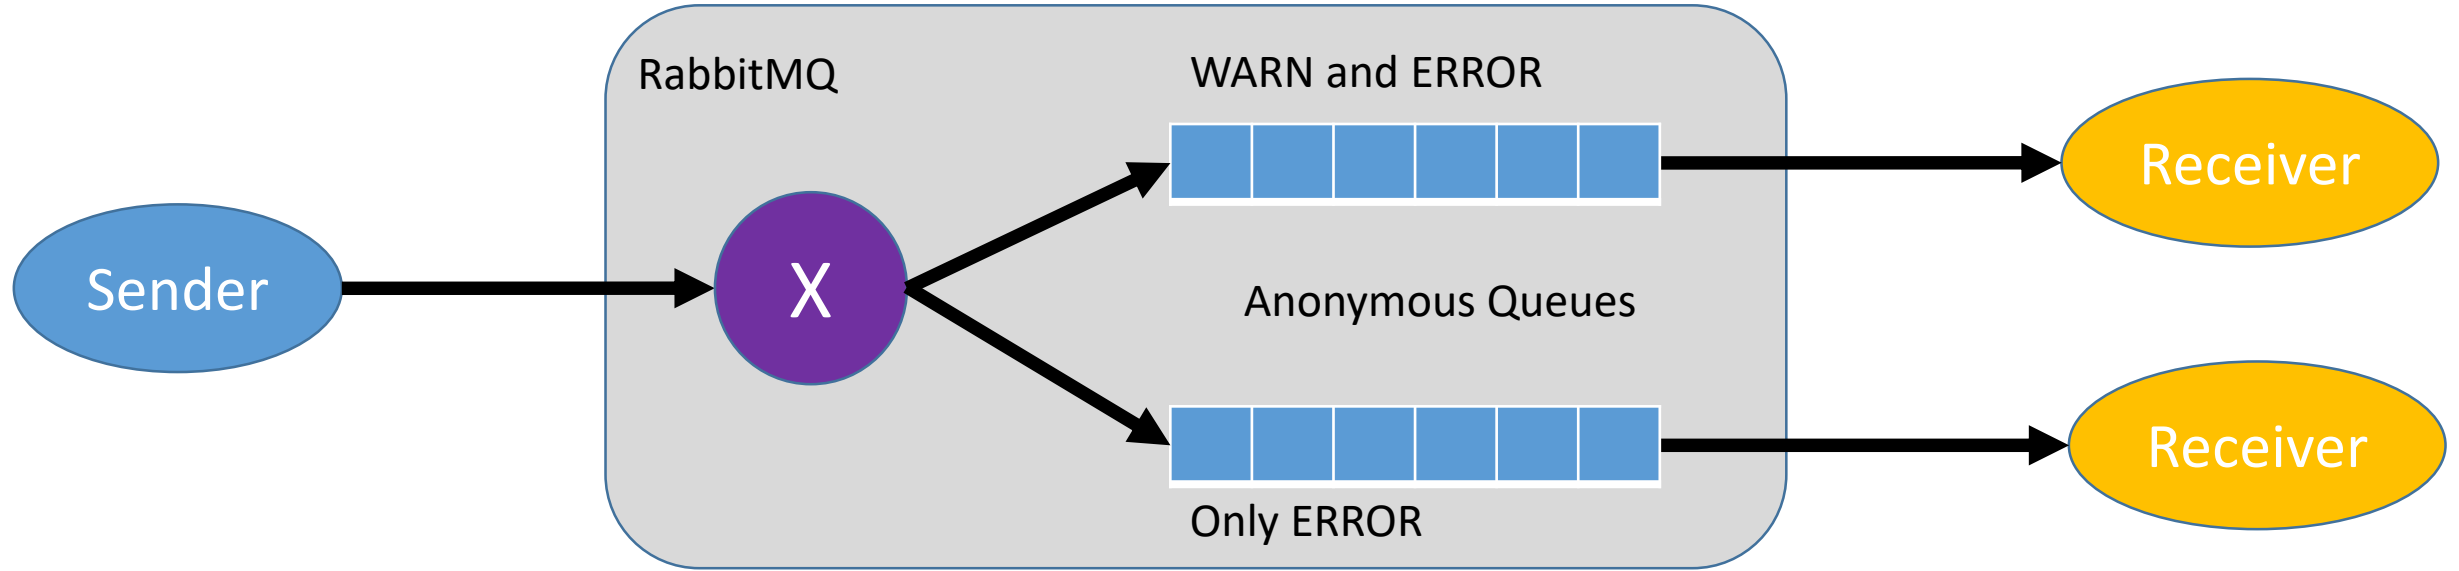 RabbitMQ
WARN and ERROR
Receiver
Sender
X
Anonymous Queues
Receiver
Only ERROR